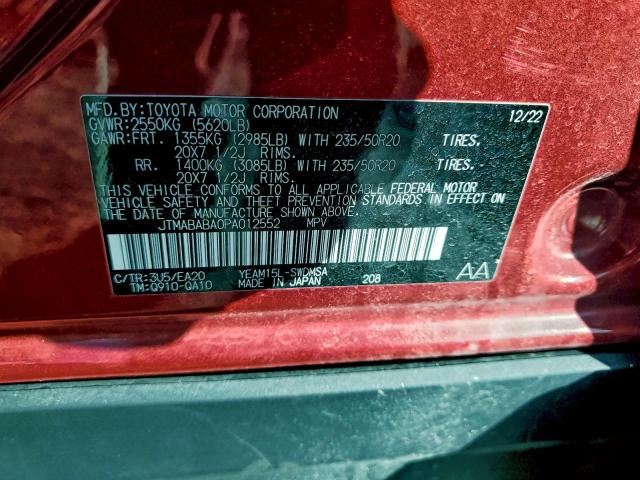 MFD.BY:TOYOTA MOTOR CORPORATION 12/22
GVWR:2550KG (5620LB)
GAWR:FRT. 1355KG (2985LB) WITH 235/50R20 TIRES.
20X7 1/2J RIMS.
RR. 1400KG (3085LB) WITH 235/50R20 TIRES.
20X7 1/2J RIMS.
THIS VEHICLE CONFORMS TO ALL APPLICABLE FEDERAL MOTOR
VEHICLE SAFETY AND THEFT PREVENTION STANDARDS IN EFFECT ON
THE DATE OF MANUFACTURE SHOWN ABOVE.
JTMABABA0PA012552 MPV
C/TR:3U5/EA20 YEAM15L-SWDMSA 208 AA
TM:Q910-QA10 MADE IN JAPAN